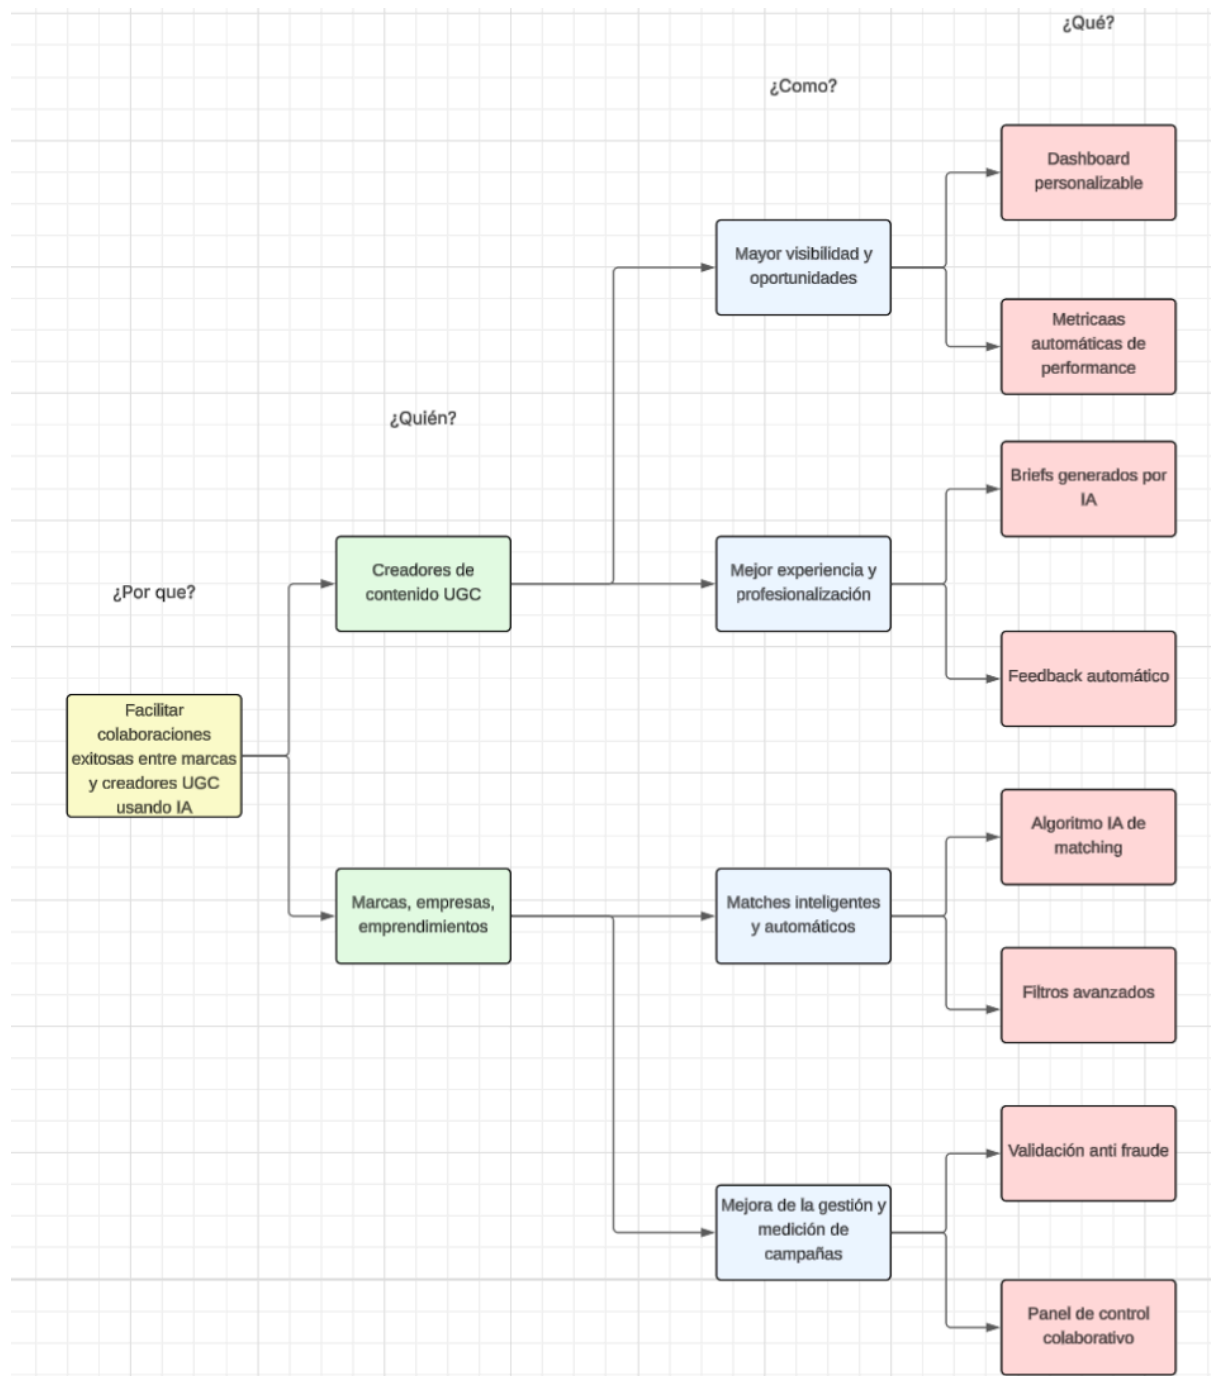 ¿Qué?
¿Como?
Dashboard
personalizable
Mayor visibilidad y
oportunidades
Metricaas
automáticas de
performance
¿Quién?
Briefs generados por
IA
Creadores de
contenido UGC
Mejor experiencia y
profesionalización
¿Por que?
Feedback automático
Facilitar
colaboraciones
exitosas entre marcas
y creadores UGC
usando IA
Algoritmo IA de
matching
Marcas, empresas,
emprendimientos
Matches inteligentes
y automáticos
Filtros avanzados
Validación anti fraude
Mejora de la gestión y
medición de
campañas
Panel de control
colaborativo